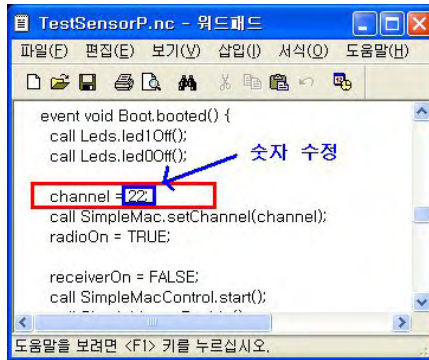 TestSensorP.nc - 워드패드
파일(F) 편집(E) 보기(V) 삽입(I) 서식(O) 도움말(H)
event void Boot.booted() {
call Leds.led1Off();
call Leds.led0Off();
숫자 수정
channel = 22;
call SimpleMac.setChannel(channel);
radioOn = TRUE;
receiverOn = FALSE;
call SimpleMacControl.start();
도움말을 보려면 <F1> 키를 누르십시오.